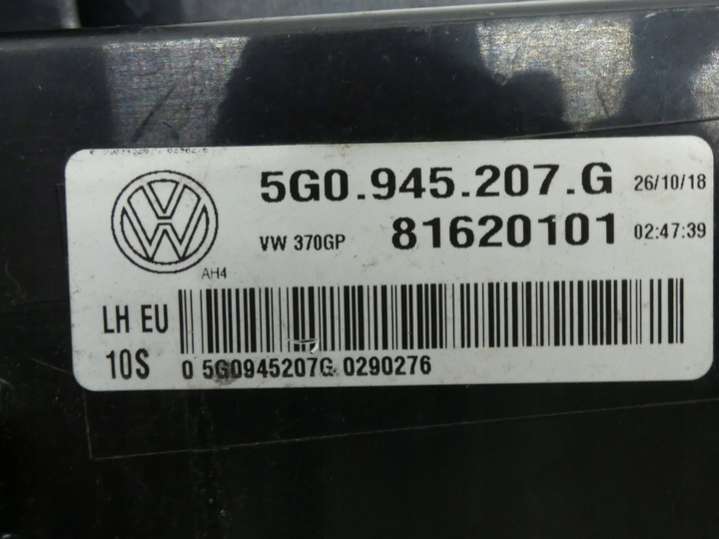 5G0.945.207.G 26/10/18
VW 370GP 81620101 02:47:39
AH4
LH EU
10S 0 5G0945207G 0290276